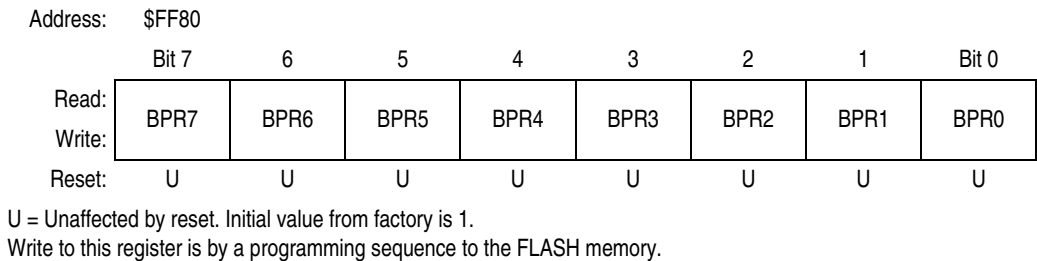 Address: $FF80
Bit 7 6 5 4 3 2 1 Bit 0
Read:
BPR7 BPR6 BPR5 BPR4 BPR3 BPR2 BPR1 BPR0
Write:
Reset: U U U U U U U U
U = Unaffected by reset. Initial value from factory is 1.
Write to this register is by a programming sequence to the FLASH memory.